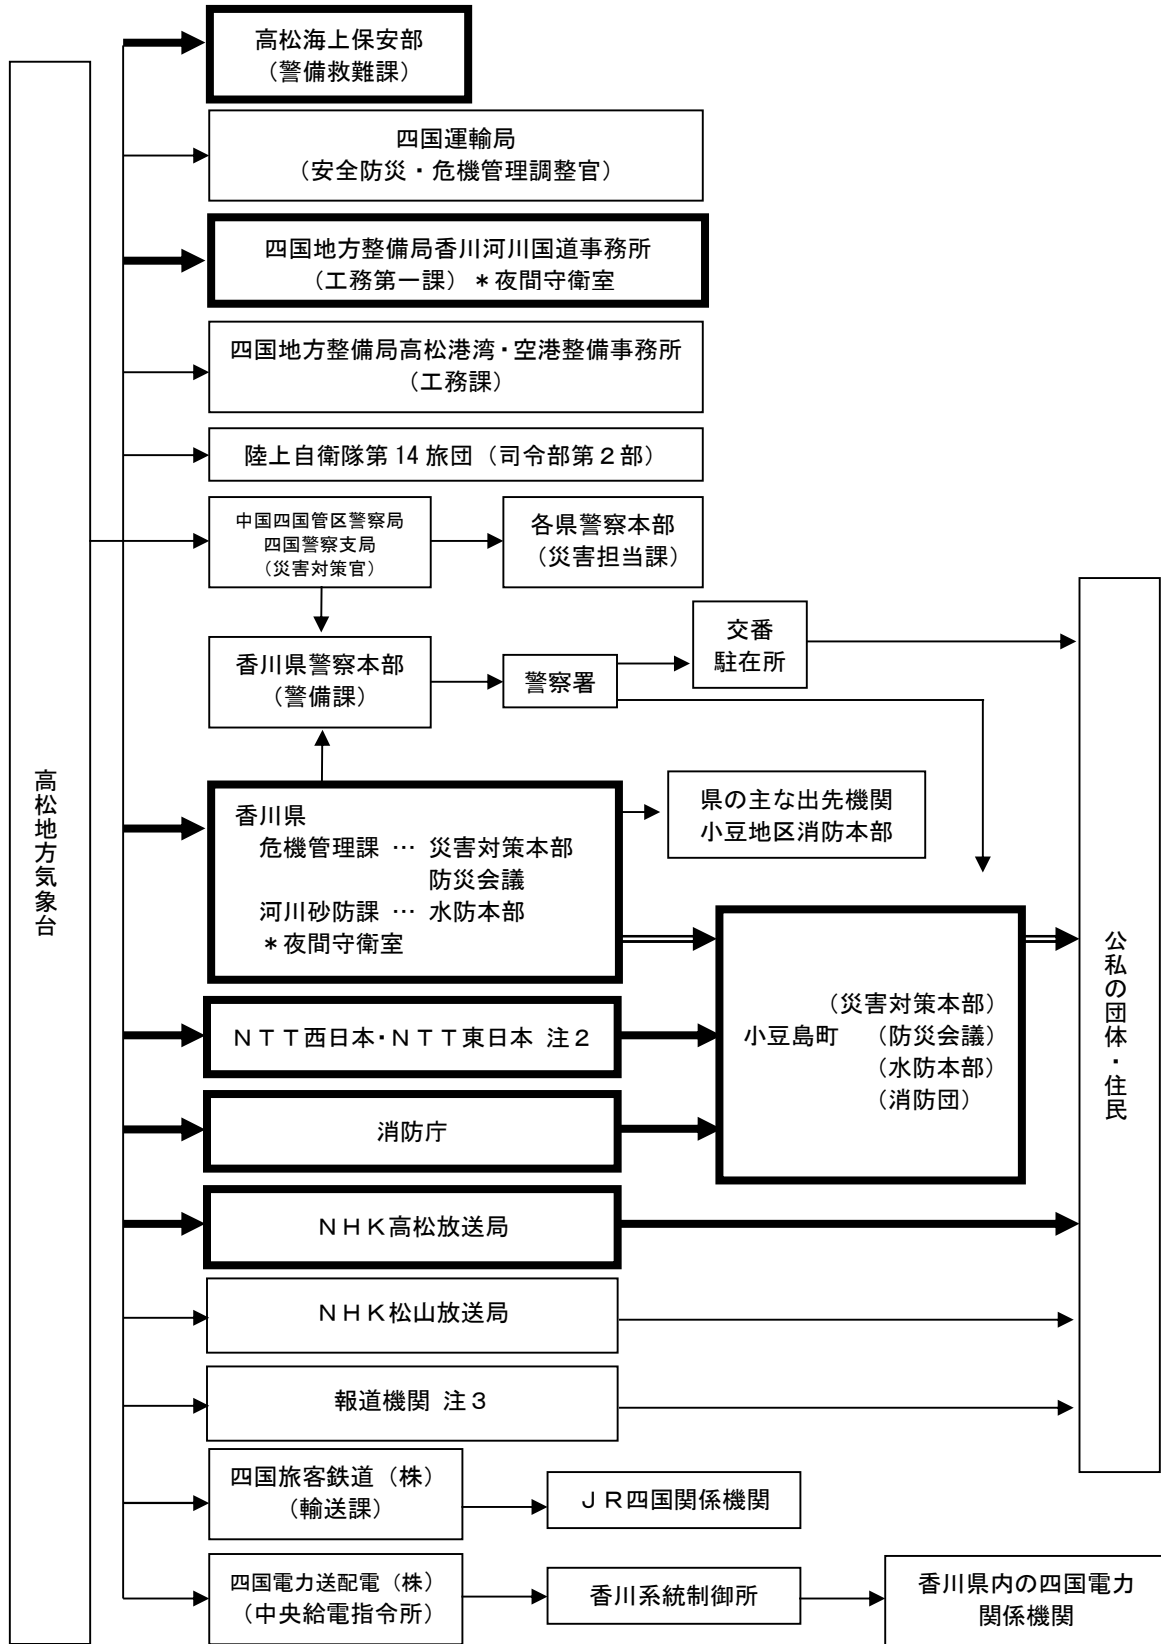 高松海上保安部
（警備救難課）
四国運輸局
（安全防災・危機管理調整官）
四国地方整備局香川河川国道事務所
（工務第一課）＊夜間守衛室
四国地方整備局高松港湾・空港整備事務所
（工務課）
陸上自衛隊第14旅団（司令部第２部）
中国四国管区警察局
四国警察支局
（災害対策官）
各県警察本部
（災害担当課）
香川県警察本部
（警備課）
警察署
交番
駐在所
高松地方気象台
香川県
危機管理課 … 災害対策本部
防災会議
河川砂防課 … 水防本部
＊夜間守衛室
県の主な出先機関
小豆地区消防本部
（災害対策本部）
小豆島町 （防災会議）
（水防本部）
（消防団）
公私の団体・住民
ＮＴＴ西日本・ＮＴＴ東日本 注２
消防庁
ＮＨＫ高松放送局
ＮＨＫ松山放送局
報道機関 注３
四国旅客鉄道（株）
（輸送課）
ＪＲ四国関係機関
四国電力送配電（株）
（中央給電指令所）
香川系統制御所
香川県内の四国電力
関係機関